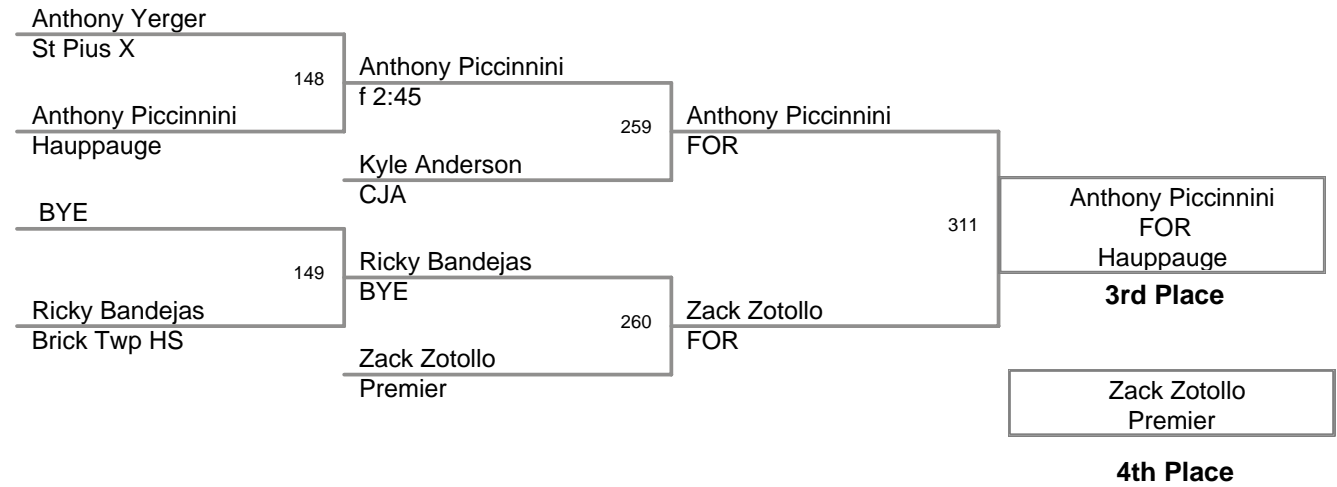 Anthony Yerger
St Pius X
148
Anthony Piccinnini
Hauppauge
BYE
149
Ricky Bandejas
Brick Twp HS
Anthony Piccinnini
f 2:45
259
Kyle Anderson
CJA
Ricky Bandejas
BYE
260
Zack Zotollo
Premier
Anthony Piccinnini
FOR
311
Zack Zotollo
FOR
Anthony Piccinnini
FOR
Hauppauge
3rd Place
Zack Zotollo
Premier
4th Place